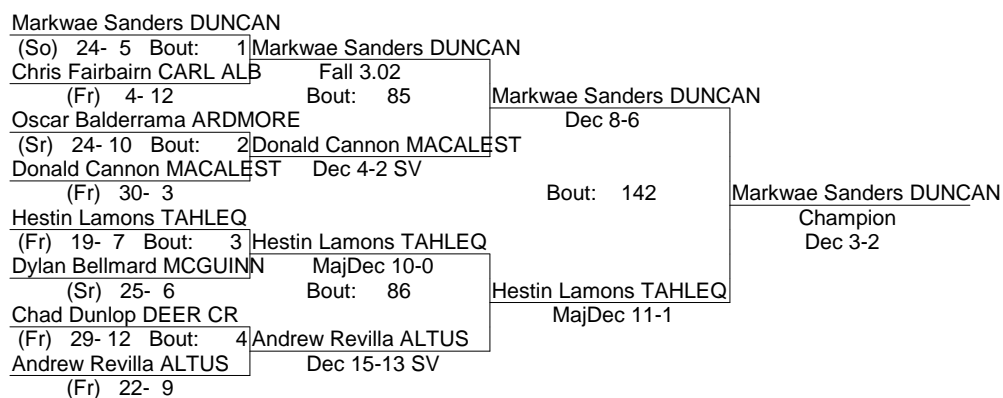 Markwae Sanders DUNCAN
(So) 24- 5 Bout: 1 Markwae Sanders DUNCAN
Chris Fairbairn CARL ALB Fall 3.02
(Fr) 4- 12 Bout: 85 Markwae Sanders DUNCAN
Oscar Balderrama ARDMORE Dec 8-6
(Sr) 24- 10 Bout: 2 Donald Cannon MACALEST
Donald Cannon MACALEST Dec 4-2 SV
(Fr) 30- 3 Bout: 142 Markwae Sanders DUNCAN
Hestin Lamons TAHLEQ Champion
(Fr) 19- 7 Bout: 3 Hestin Lamons TAHLEQ Dec 3-2
Dylan Bellmard MCGUINN MajDec 10-0
(Sr) 25- 6 Bout: 86 Hestin Lamons TAHLEQ
Chad Dunlop DEER CR MajDec 11-1
(Fr) 29- 12 Bout: 4 Andrew Revilla ALTUS
Andrew Revilla ALTUS Dec 15-13 SV
(Fr) 22- 9